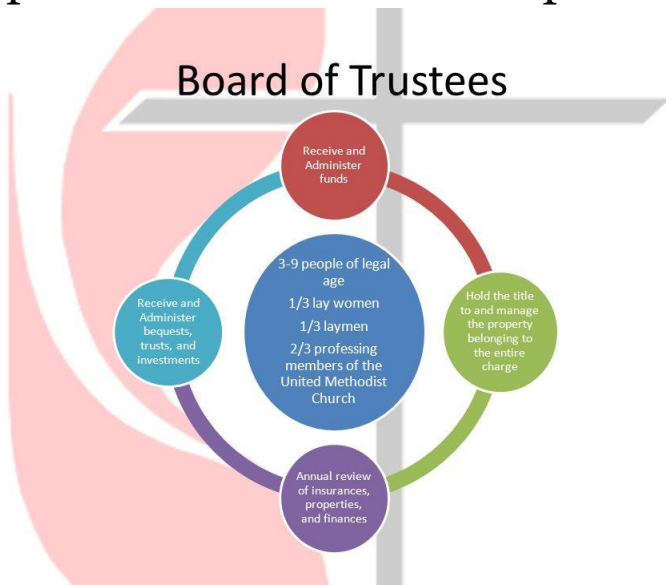 Board of Trustees
Receive and
Administer
funds
3-9 people of legal
age
1/3 lay women
1/3 laymen
2/3 professing
members of the
United Methodist
Church
Hold the title
to and manage
the property
belonging to
the entire
charge
Annual review
of insurances,
properties,
and finances
Receive and
Administer
bequests,
trusts, and
investments